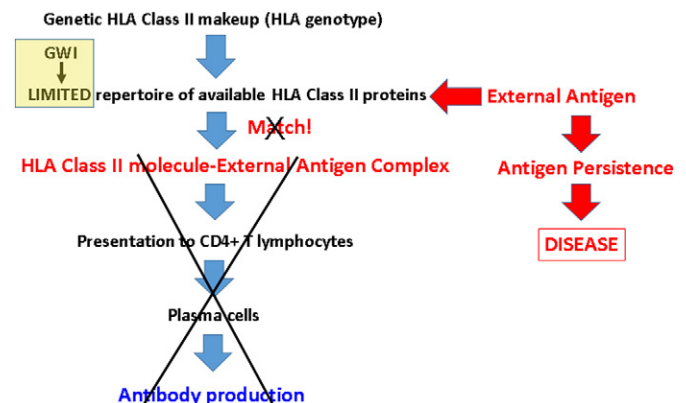 Genetic HLA Class II makeup (HLA genotype)
GWI
LIMITED repertoire of available HLA Class II proteins
External Antigen
Match!
HLA Class II molecule-External Antigen Complex
Antigen Persistence
Presentation to CD4+ T lymphocytes
DISEASE
Plasma cells
Antibody production